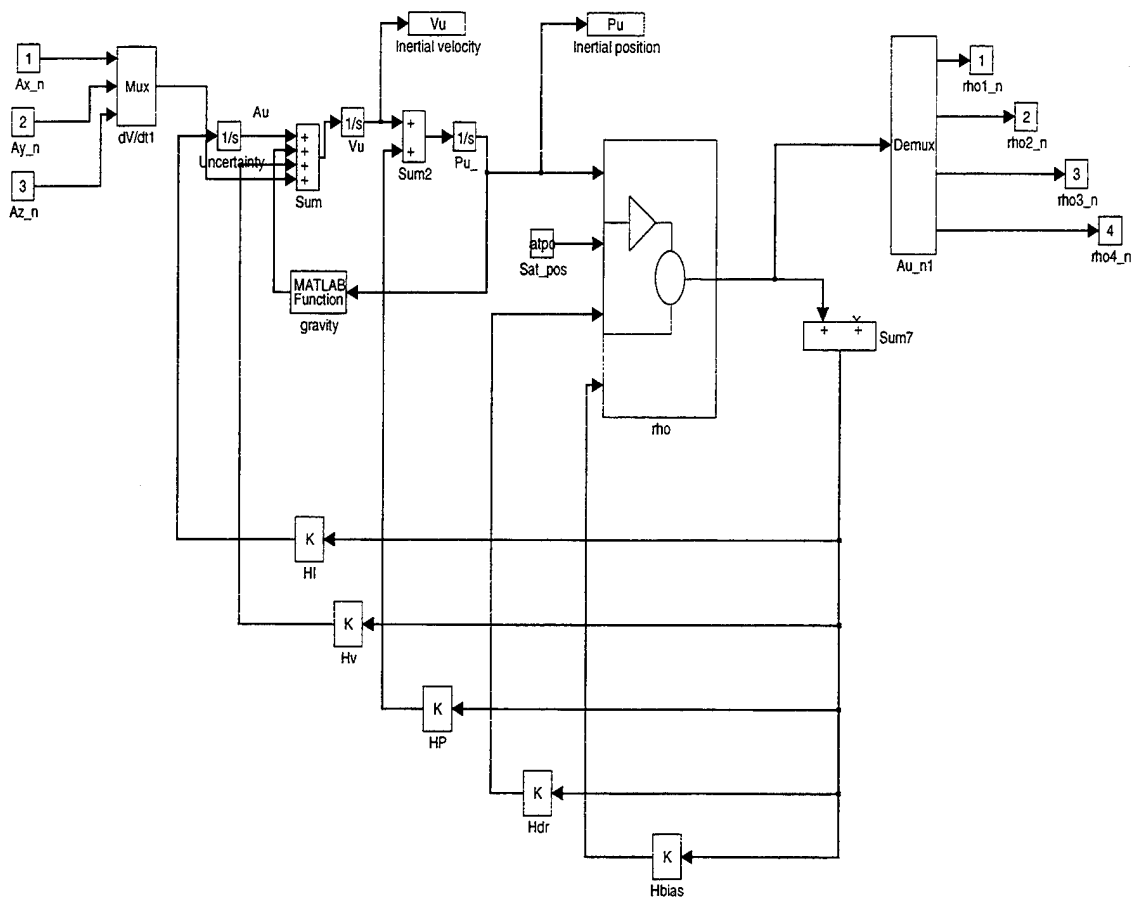 Vu
Inertial velocity
Pu
Inertial position
1
Ax_n
2
Ay_n
3
Az_n
Mux
dV/dt1
1/s
Uncertainty
Au
+
+
+
+
Sum
1/s
Vu
+
+
Sum2
1/s
Pu_
MATLAB
Function
gravity
atpo
Sat_pos
rho
Demux
Au_n1
1
rho1_n
2
rho2_n
3
rho3_n
4
rho4_n
+ +
Sum7
K
HI
K
Hv
K
HP
K
Hdr
K
Hbias